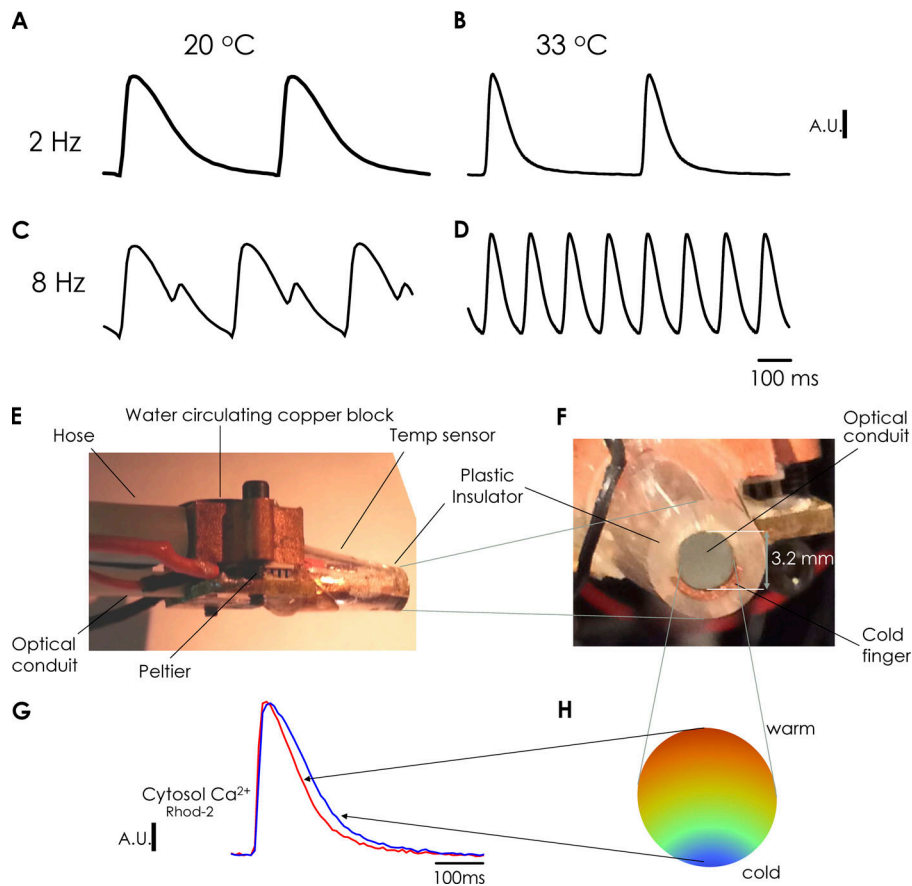 A
B
20 °C
33 °C
2 Hz
A.U.
C
D
8 Hz
100 ms
E
Water circulating copper block
Hose
Temp sensor
Plastic
Insulator
F
Optical
conduit
3.2 mm
Optical
conduit
Peltier
Cold
finger
G
H
warm
Cytosol Ca²⁺
Rhod-2
A.U.
100ms
cold